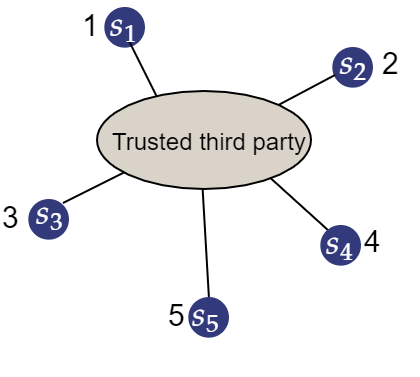 1 s₁
s₂ 2
Trusted third party
3 s₃
s₄ 4
5 s₅